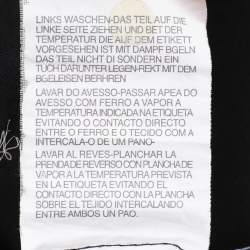 LINKS WASCHEN-DAS TEIL AUF DIE
LINKE SEITE ZIEHEN UND BET DER
TEMPERATUR DIE AUF DEM ETIKETT
VORGESEHEN IST MIT DAMPF BGELN
DAS TEIL NICHT DI SONDERN EIN
TUCH DARUNTER LEGEN-REKT MIT DEM
BGELEISEN BERHREN
LAVAR DO AVESSO-PASSAR APEA DO
AVESSO COM FERRO A VAPOR A
TEMPERATURA INDICADA NA ETIQUETA
EVITANDO O CONTACTO DIRECTO
ENTRE O FERRO E O TECIDO COM A
INTERCALA-O DE UM PANO-
LAVAR AL REVES-PLANCHAR LA
PRENDA DE REVERSO CON PLANCHA DE
VAPOR A LA TEMPERATURA PREVISTA
EN LA ETIQUETA EVITANDO EL
CONTACTO DIRECTO CON LA PLANCHA
SOBRE EL TEJIDO INTERCALANDO
ENTRE AMBOS UN PAO.